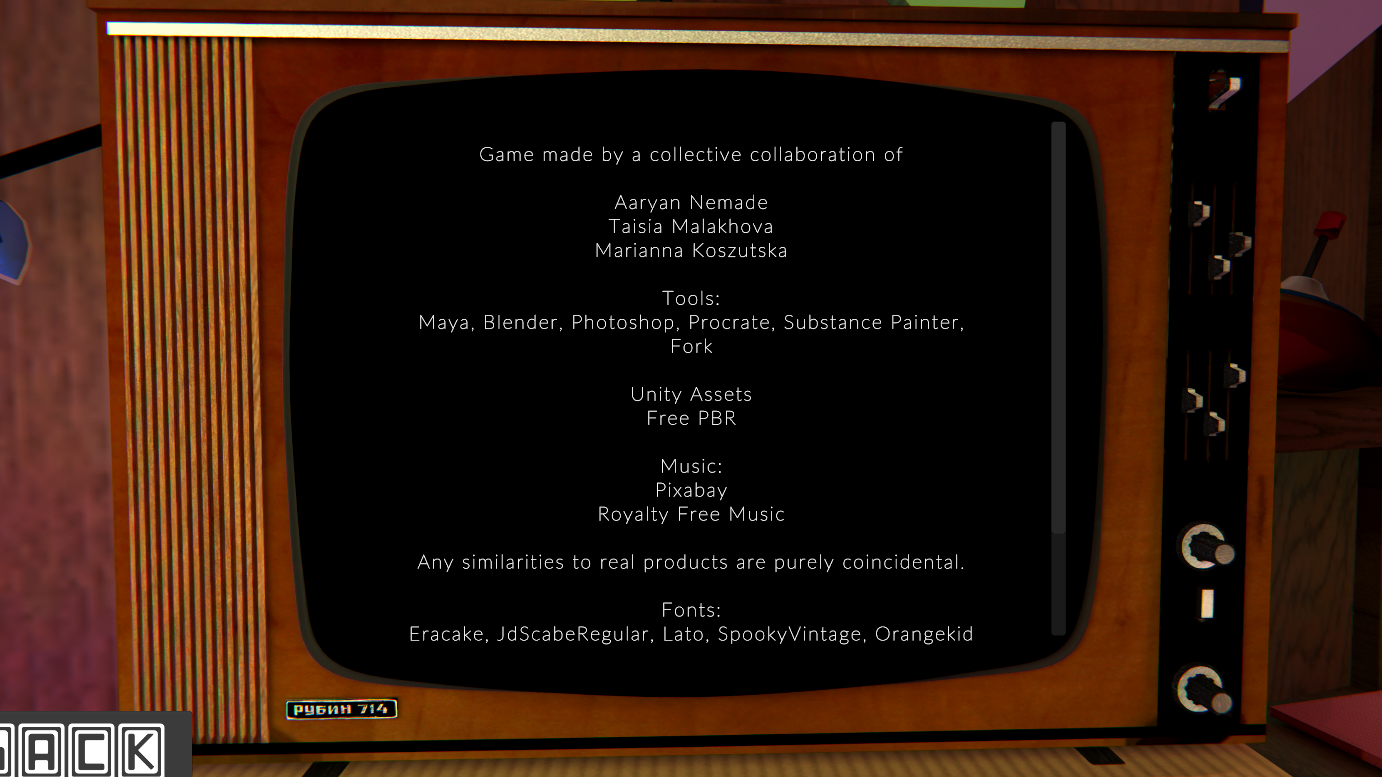 Game made by a collective collaboration of
Aaryan Nemade
Taisia Malakhova
Marianna Koszutska
Tools:
Maya, Blender, Photoshop, Procrate, Substance Painter,
Fork
Unity Assets
Free PBR
Music:
Pixabay
Royalty Free Music
Any similarities to real products are purely coincidental.
Fonts:
Eracake, JdScabeRegular, Lato, SpookyVintage, Orangekid
РУБИН 714